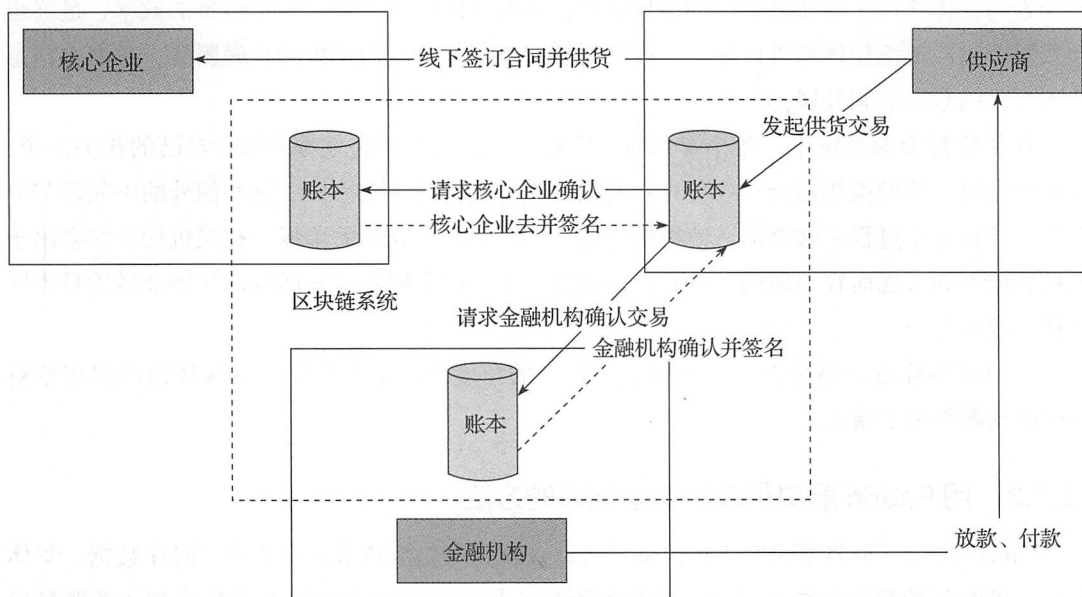 核心企业
线下签订合同并供货
供应商
发起供货交易
账本
请求核心企业确认
账本
核心企业去并签名
区块链系统
请求金融机构确认交易
金融机构确认并签名
账本
金融机构
放款、付款